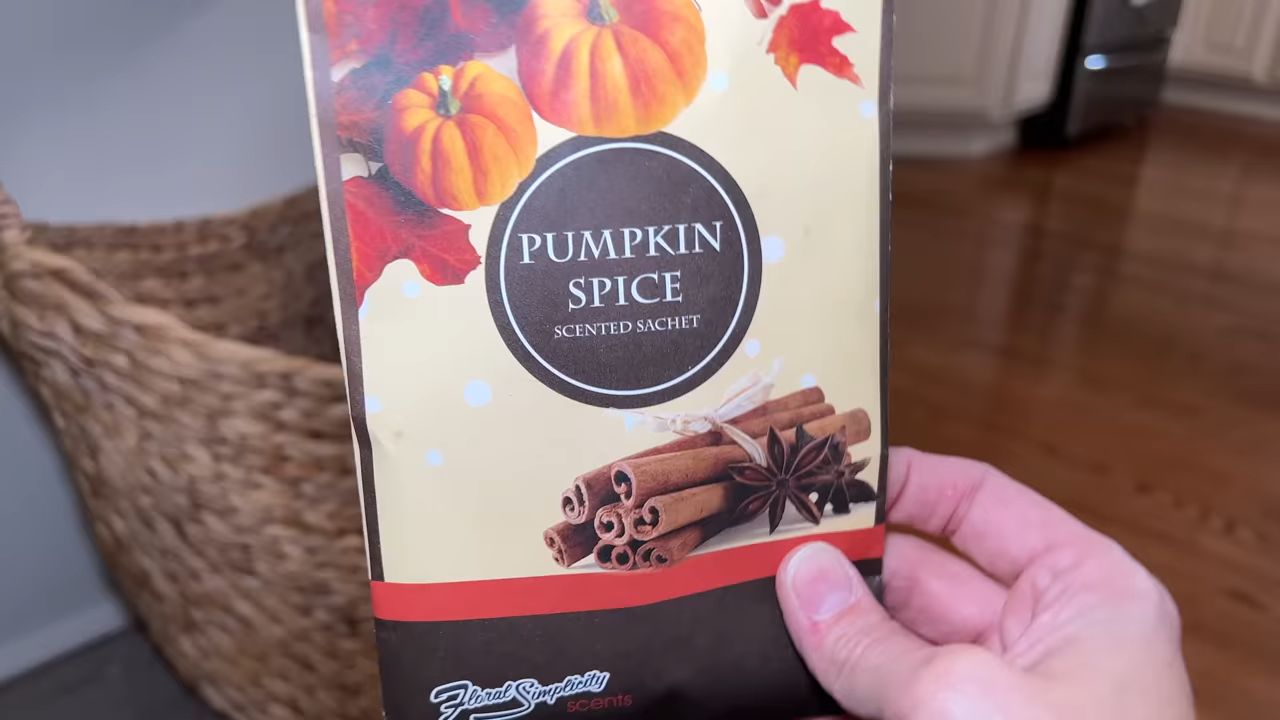 PUMPKIN
SPICE
SCENTED SACHET
Floral Simplicity
scents